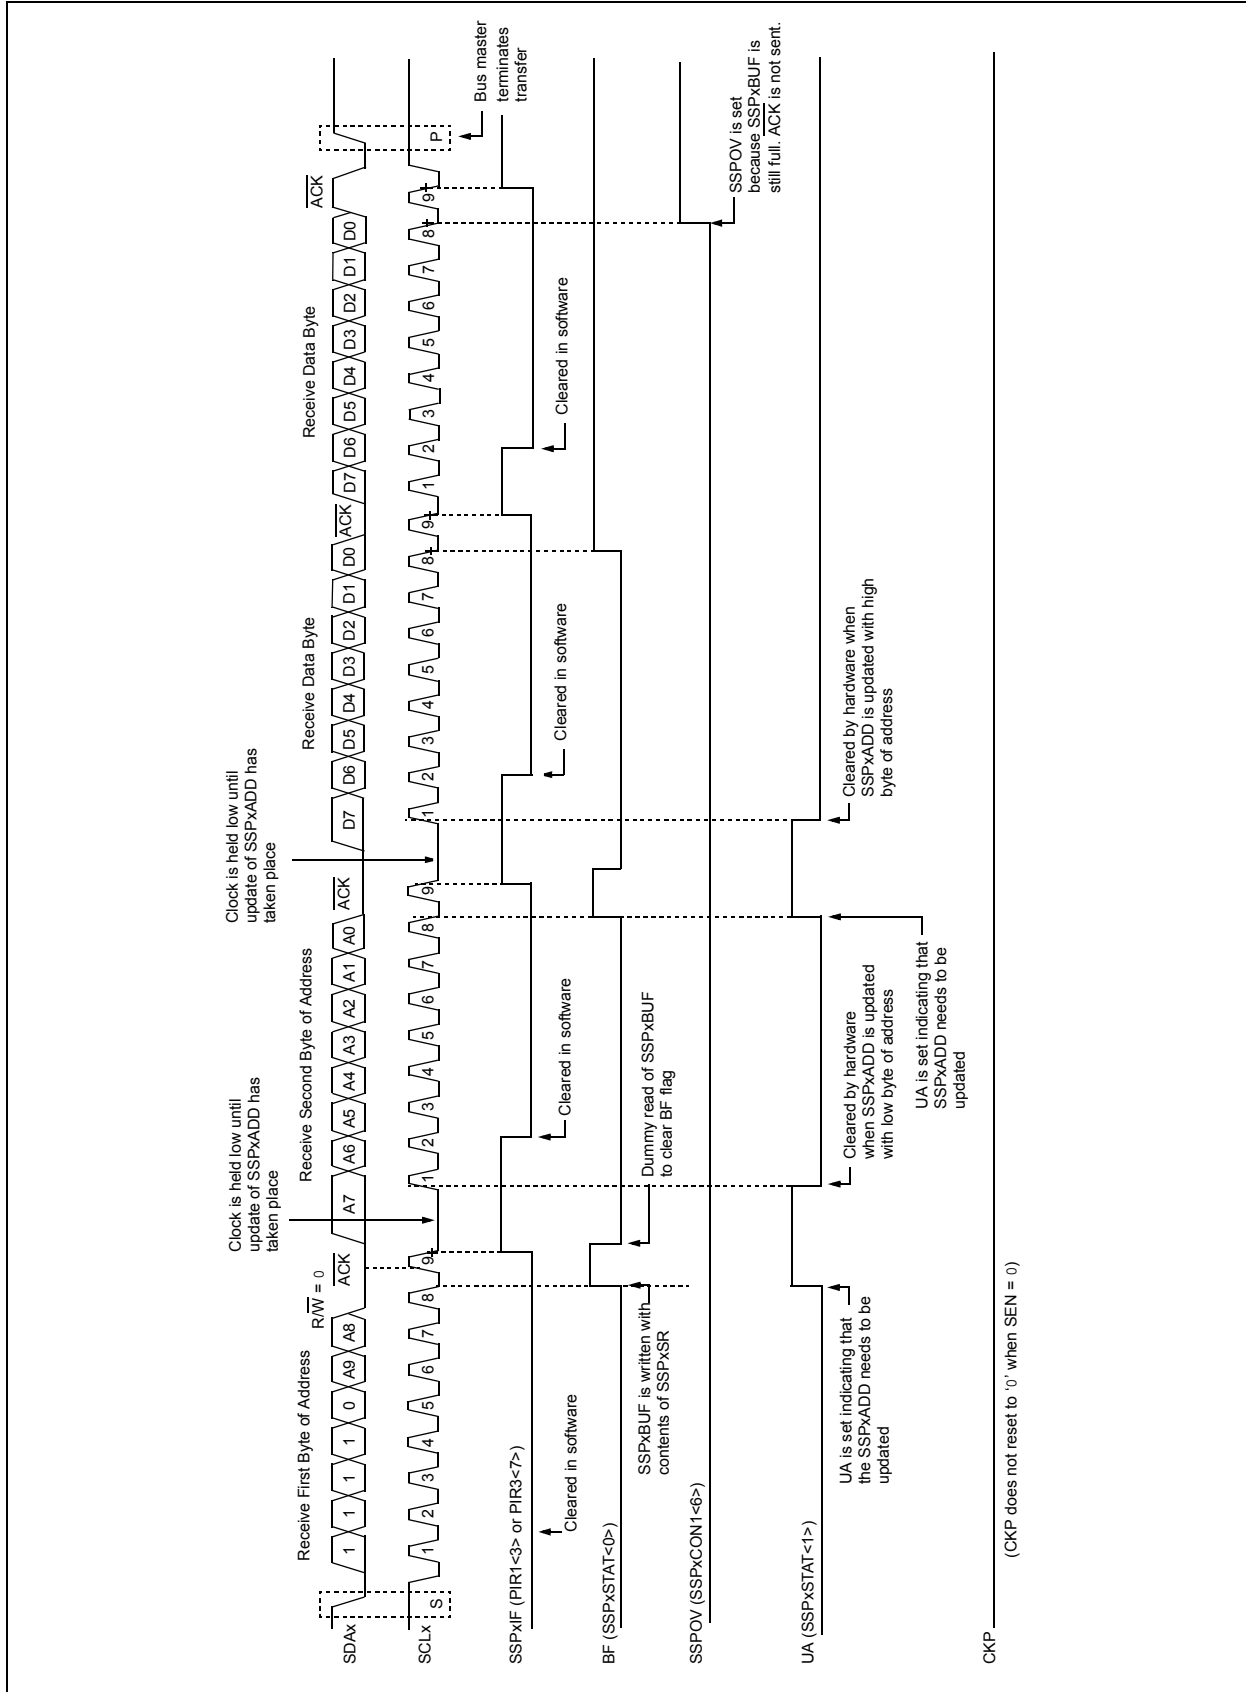 Receive First Byte of Address
R/W = 0
ACK
Clock is held low until
update of SSPxADD has
taken place
Receive Second Byte of Address
ACK
Clock is held low until
update of SSPxADD has
taken place
Receive Data Byte
ACK
Receive Data Byte
ACK
SDAx
1 1 1 1 0 A9 A8
A7 A6 A5 A4 A3 A2 A1 A0
D7 D6 D5 D4 D3 D2 D1 D0
D7 D6 D5 D4 D3 D2 D1 D0
SCLx
S
1 2 3 4 5 6 7 8 9
1 2 3 4 5 6 7 8 9
1 2 3 4 5 6 7 8 9
1 2 3 4 5 6 7 8 9
P
Bus master
terminates
transfer
SSPxIF (PIR1<3> or PIR3<7>)
Cleared in software
Cleared in software
Cleared in software
Cleared in software
BF (SSPxSTAT<0>)
SSPxBUF is written with
contents of SSPxSR
Dummy read of SSPxBUF
to clear BF flag
SSPOV (SSPxCON1<6>)
SSPOV is set
because SSPxBUF is
still full. ACK is not sent.
UA (SSPxSTAT<1>)
UA is set indicating that
the SSPxADD needs to be
updated
Cleared by hardware
when SSPxADD is updated
with low byte of address
UA is set indicating that
SSPxADD needs to be
updated
Cleared by hardware when
SSPxADD is updated with high
byte of address
CKP
(CKP does not reset to ‘0’ when SEN = 0)